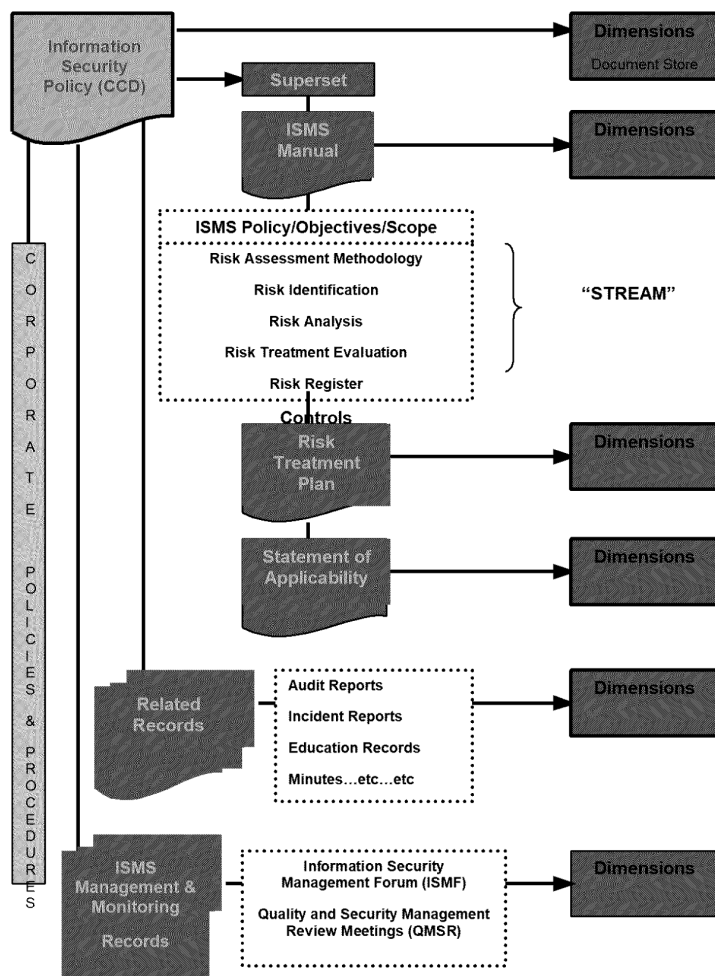 Information
Security
Policy (CCD)
Dimensions
Document Store
Superset
ISMS
Manual
Dimensions
ISMS Policy/Objectives/Scope
Risk Assessment Methodology
Risk Identification
Risk Analysis
Risk Treatment Evaluation
Risk Register
“STREAM”
CORPORATE POLICIES & PROCEDURES
Controls
Risk
Treatment
Plan
Dimensions
Statement of
Applicability
Dimensions
Related
Records
Audit Reports
Incident Reports
Education Records
Minutes…etc…etc
Dimensions
ISMS
Management &
Monitoring
Records
Information Security
Management Forum (ISMF)
Quality and Security Management
Review Meetings (QMSR)
Dimensions